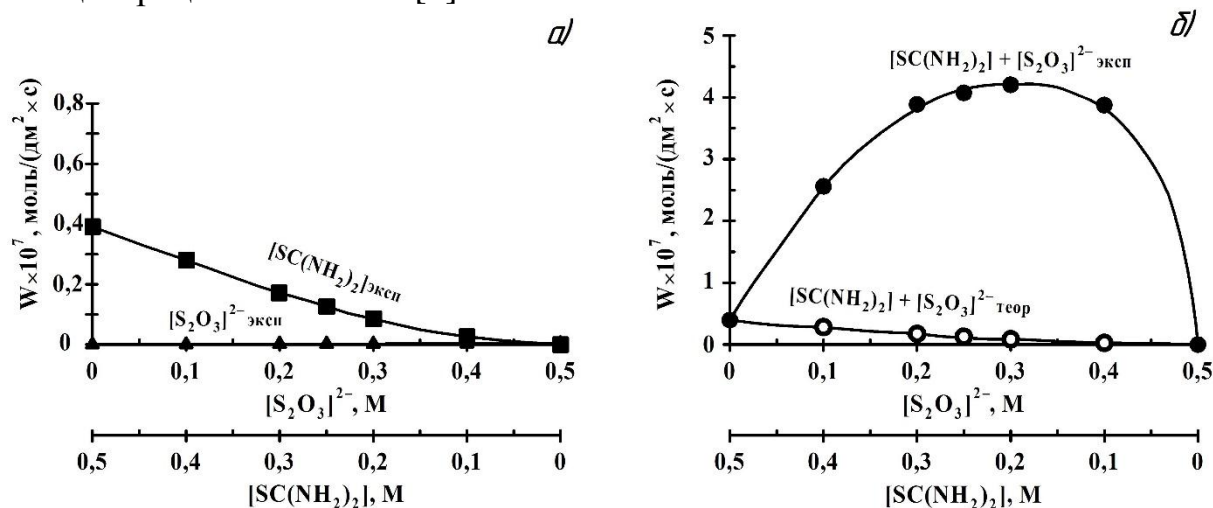 а)
W×10⁷, моль/(дм² × с)
0,8
0,6
0,4
0,2
0
[SC(NH₂)₂]эксп
[S₂O₃]²⁻ эксп
0 0,1 0,2 0,3 0,4 0,5
[S₂O₃]²⁻, М
0,5 0,4 0,3 0,2 0,1 0
[SC(NH₂)₂], М
б)
W×10⁷, моль/(дм² × с)
5
4
3
2
1
0
[SC(NH₂)₂] + [S₂O₃]²⁻ эксп
[SC(NH₂)₂] + [S₂O₃]²⁻ теор
0 0,1 0,2 0,3 0,4 0,5
[S₂O₃]²⁻, М
0,5 0,4 0,3 0,2 0,1 0
[SC(NH₂)₂], М